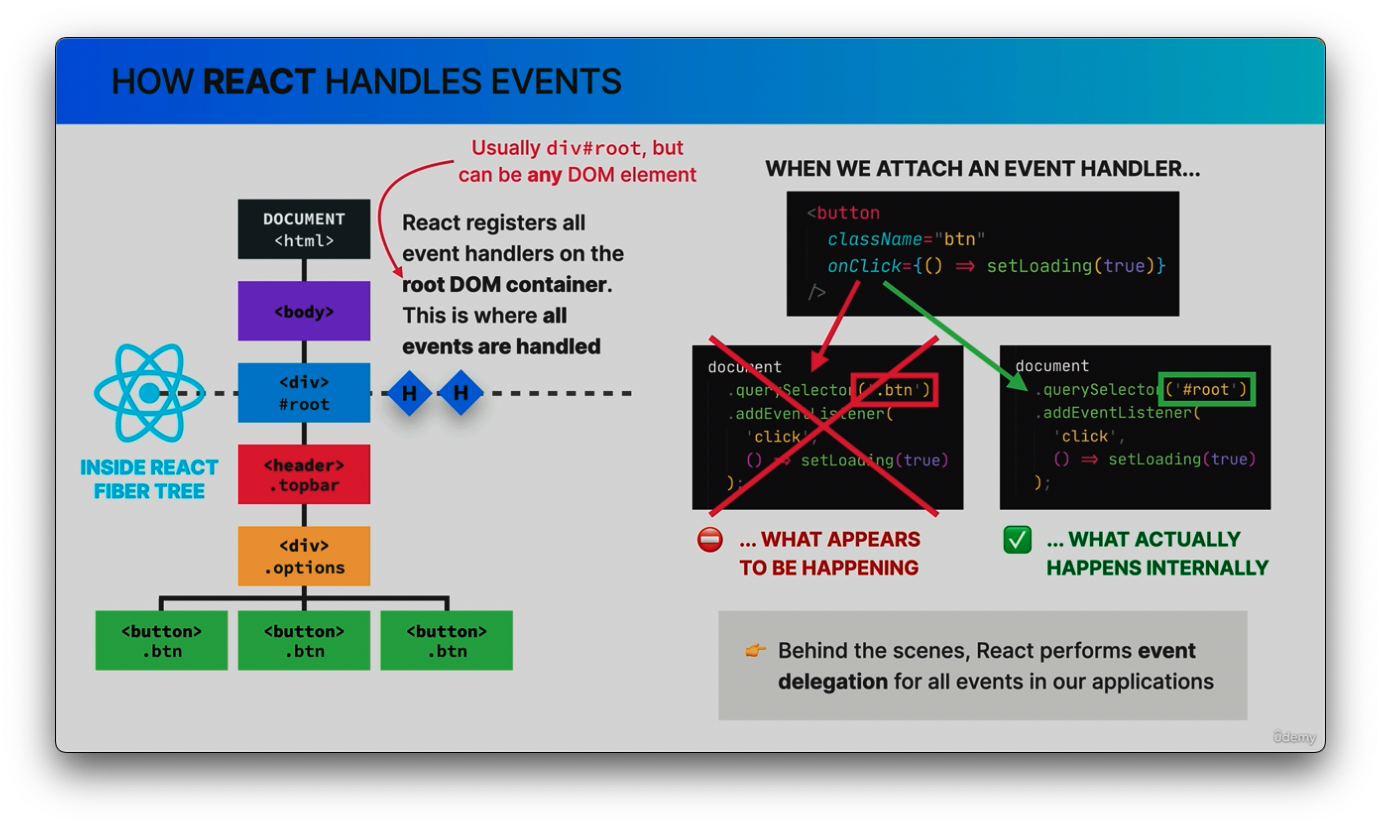 HOW REACT HANDLES EVENTS
Usually div#root, but
can be any DOM element
DOCUMENT
<html>
<body>
<div>
#root
<header>
.topbar
<div>
.options
<button>
.btn
<button>
.btn
<button>
.btn
INSIDE REACT
FIBER TREE
React registers all
event handlers on the
root DOM container.
This is where all
events are handled
H
H
WHEN WE ATTACH AN EVENT HANDLER...
<button
className="btn"
onClick={() => setLoading(true)}
/>
document
.querySelector('.btn')
.addEventListener(
'click',
() => setLoading(true)
);
⛔ ... WHAT APPEARS
TO BE HAPPENING
document
.querySelector('#root')
.addEventListener(
'click',
() => setLoading(true)
);
✅ ... WHAT ACTUALLY
HAPPENS INTERNALLY
👉 Behind the scenes, React performs event
delegation for all events in our applications
ûdemy